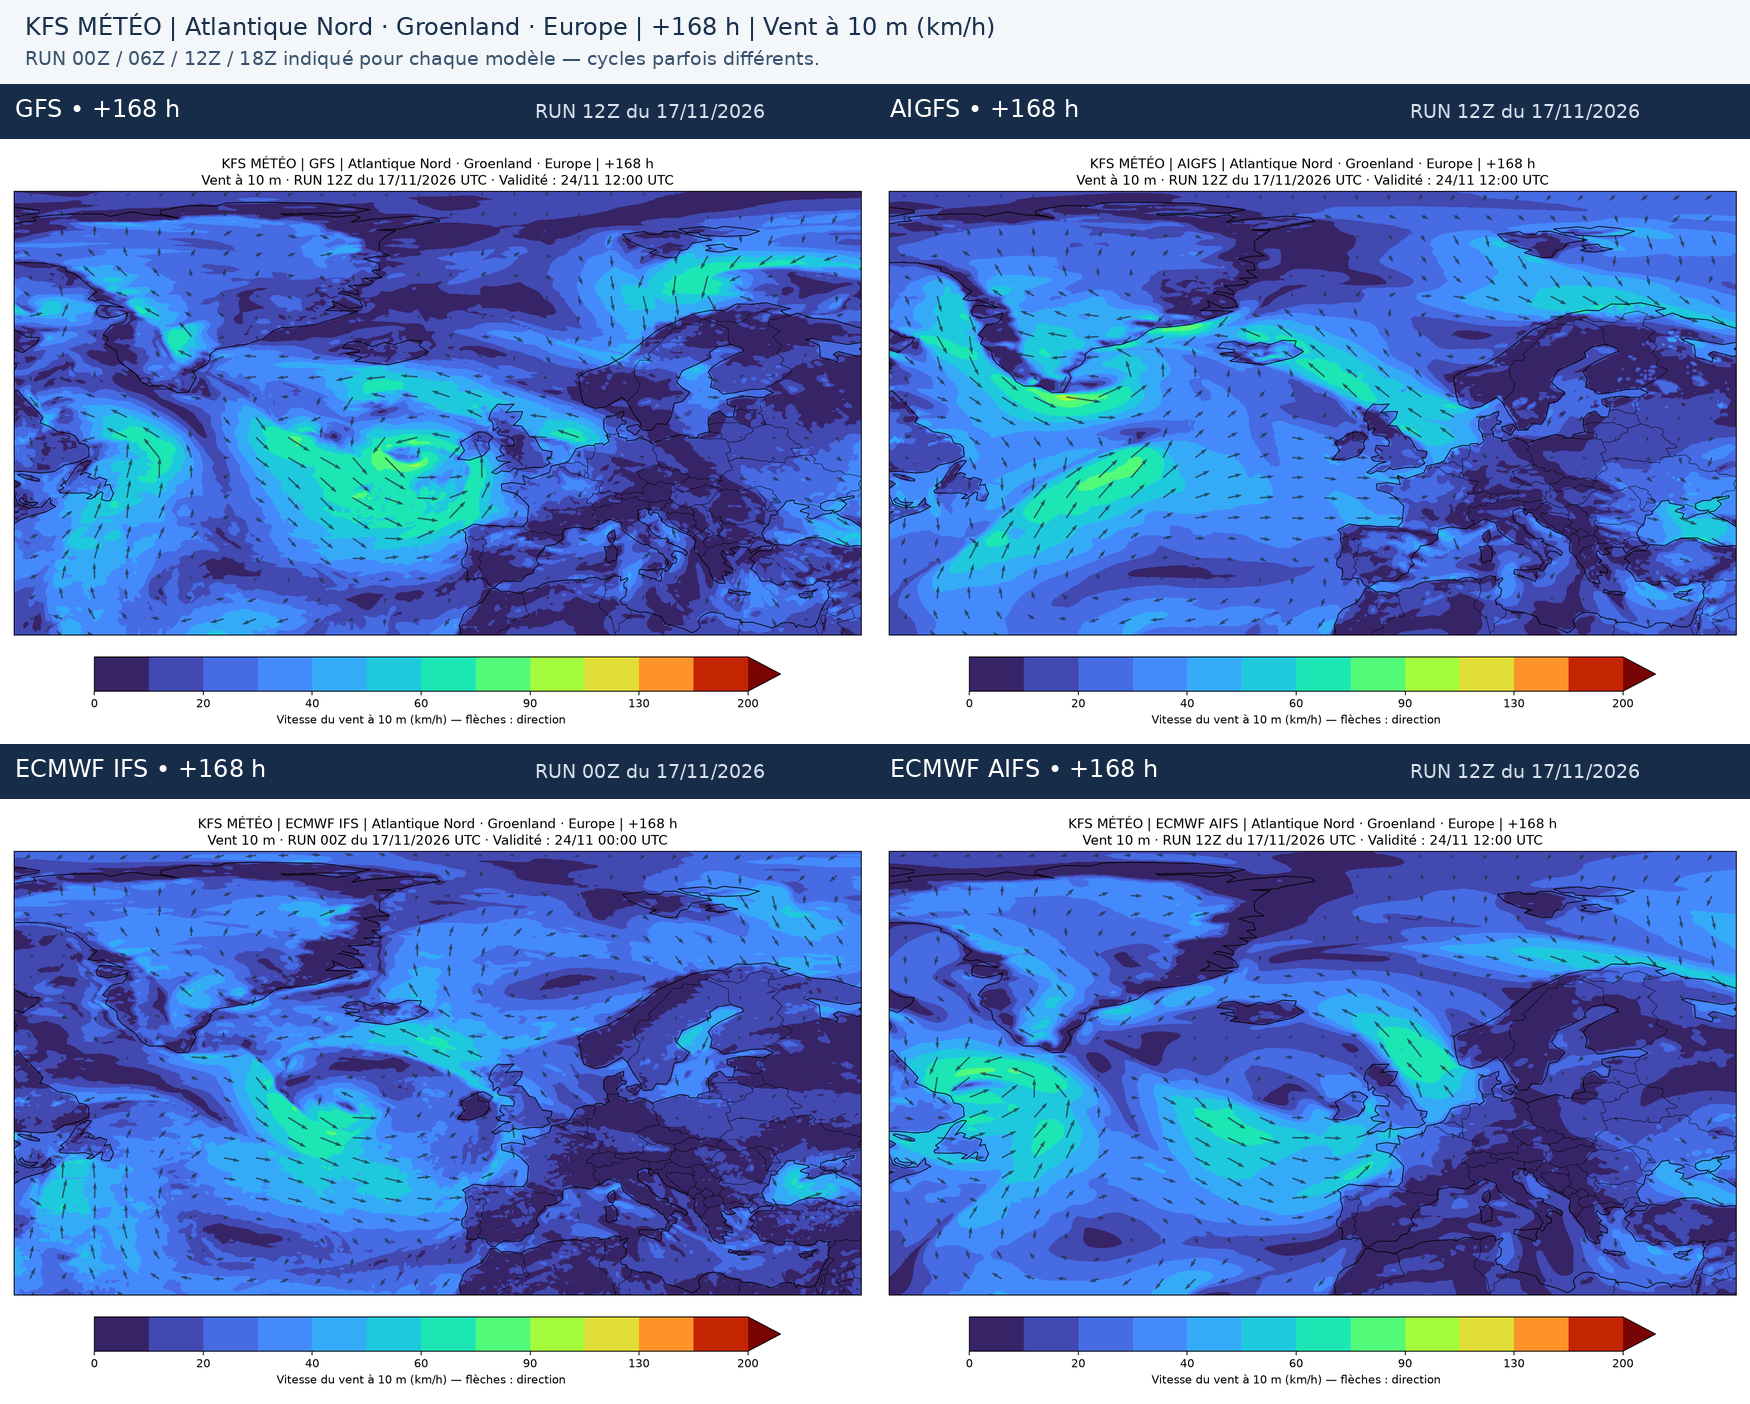 KFS MÉTÉO | Atlantique Nord · Groenland · Europe | +168 h | Vent à 10 m (km/h)
RUN 00Z / 06Z / 12Z / 18Z indiqué pour chaque modèle — cycles parfois différents.
GFS • +168 h
RUN 12Z du 17/11/2026
KFS MÉTÉO | GFS | Atlantique Nord · Groenland · Europe | +168 h
Vent à 10 m · RUN 12Z du 17/11/2026 UTC · Validité : 24/11 12:00 UTC
0 20 40 60 90 130 200
Vitesse du vent à 10 m (km/h) — flèches : direction
AIGFS • +168 h
RUN 12Z du 17/11/2026
KFS MÉTÉO | AIGFS | Atlantique Nord · Groenland · Europe | +168 h
Vent à 10 m · RUN 12Z du 17/11/2026 UTC · Validité : 24/11 12:00 UTC
0 20 40 60 90 130 200
Vitesse du vent à 10 m (km/h) — flèches : direction
ECMWF IFS • +168 h
RUN 00Z du 17/11/2026
KFS MÉTÉO | ECMWF IFS | Atlantique Nord · Groenland · Europe | +168 h
Vent 10 m · RUN 00Z du 17/11/2026 UTC · Validité : 24/11 00:00 UTC
0 20 40 60 90 130 200
Vitesse du vent à 10 m (km/h) — flèches : direction
ECMWF AIFS • +168 h
RUN 12Z du 17/11/2026
KFS MÉTÉO | ECMWF AIFS | Atlantique Nord · Groenland · Europe | +168 h
Vent 10 m · RUN 12Z du 17/11/2026 UTC · Validité : 24/11 12:00 UTC
0 20 40 60 90 130 200
Vitesse du vent à 10 m (km/h) — flèches : direction